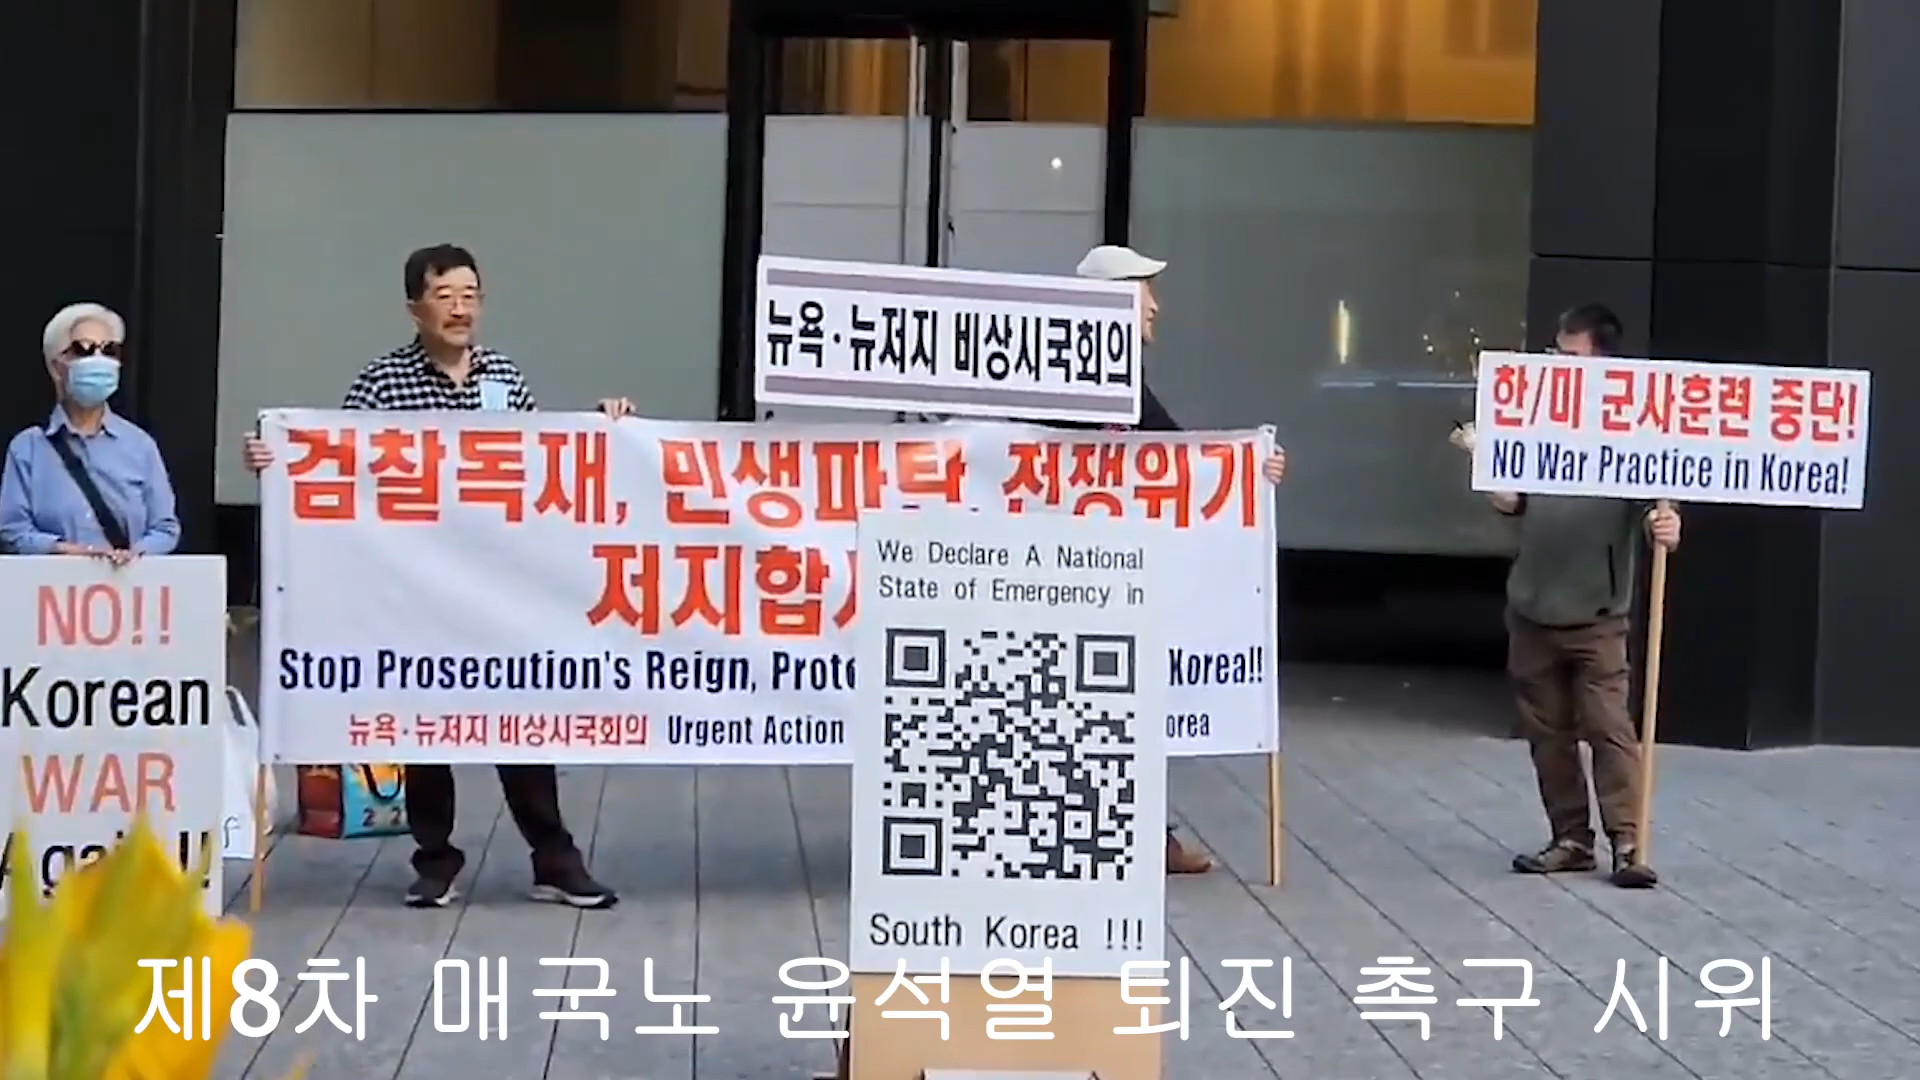 뉴욕·뉴저지 비상시국회의
한/미 군사훈련 중단!
NO War Practice in Korea!
검찰독재, 민생파탄, 전쟁위기
저지합
Stop Prosecution's Reign, Korea!!
뉴욕·뉴저지 비상시국회의 Urgent Action
We Declare A National
State of Emergency in
South Korea !!!
NO!!
Korean
WAR
제8차 매국노 윤석열 퇴진 촉구 시위